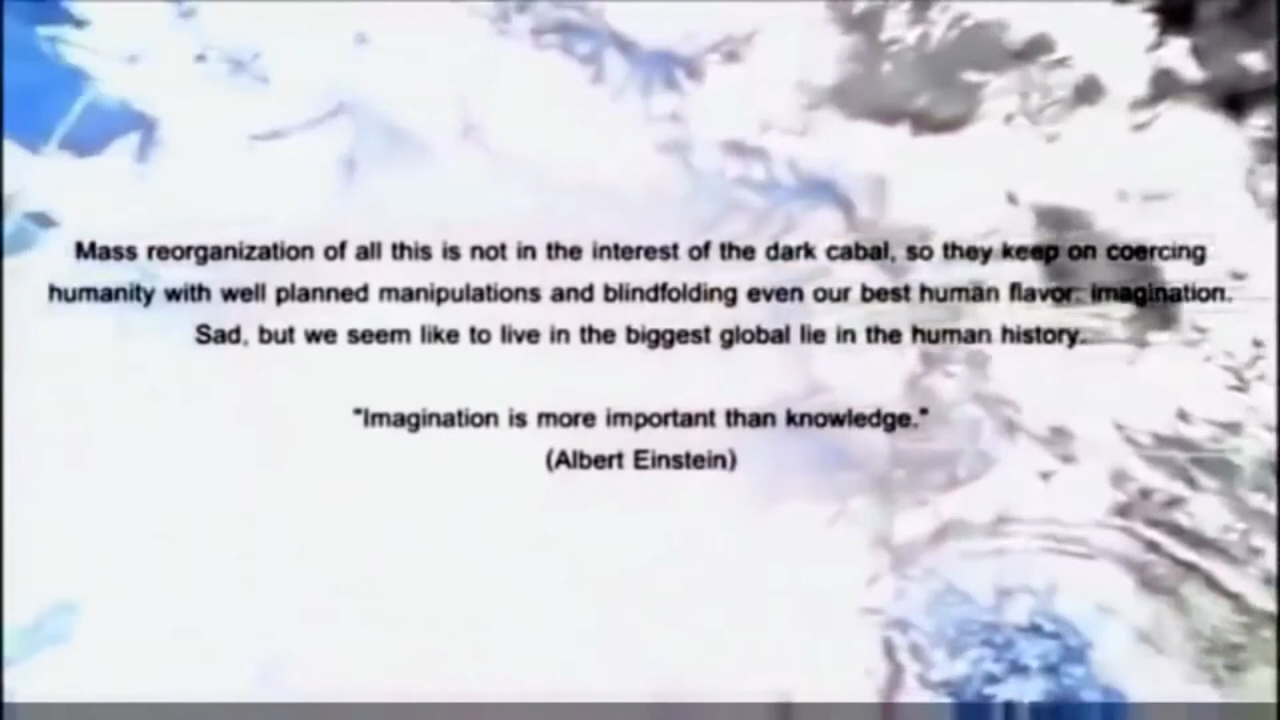 Mass reorganization of all this is not in the interest of the dark cabal, so they keep on coercing
humanity with well planned manipulations and blindfolding even our best human flavor: imagination.
Sad, but we seem like to live in the biggest global lie in the human history.
"Imagination is more important than knowledge."
(Albert Einstein)